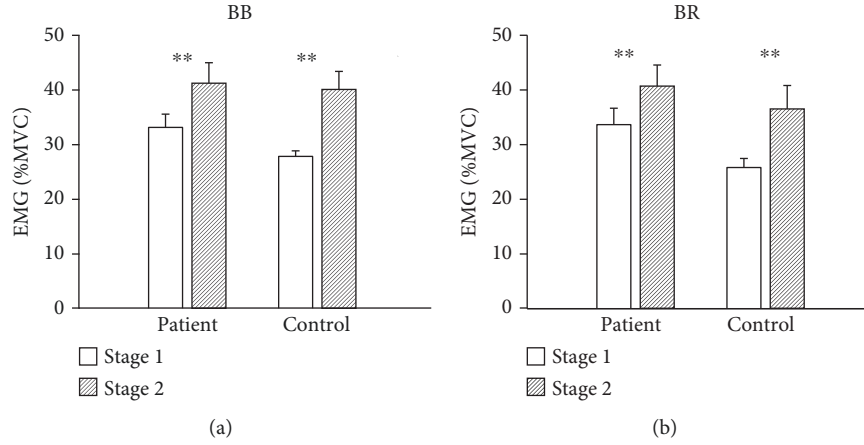 BB
EMG (%MVC)
50
40
30
20
10
0
**
**
Patient
Control
Stage 1
Stage 2
(a)
BR
EMG (%MVC)
50
40
30
20
10
0
**
**
Patient
Control
Stage 1
Stage 2
(b)